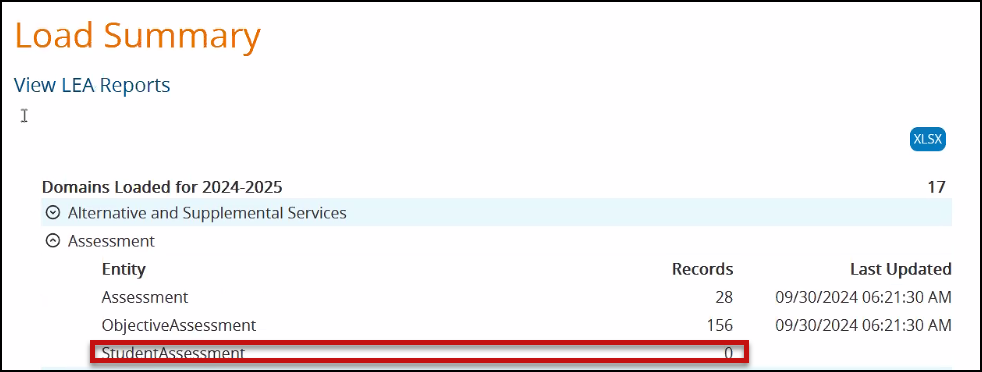 Load Summary
View LEA Reports
XLSX
Domains Loaded for 2024-2025 17
Alternative and Supplemental Services
Assessment
Entity Records Last Updated
Assessment 28 09/30/2024 06:21:30 AM
ObjectiveAssessment 156 09/30/2024 06:21:30 AM
StudentAssessment 0